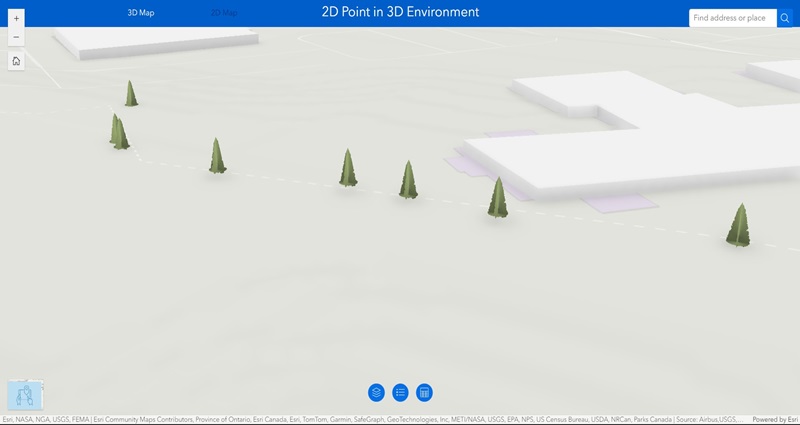 3D Map
2D Map
2D Point in 3D Environment
Find address or place
Esri, NASA, NGA, USGS, FEMA | Esri Community Maps Contributors, Province of Ontario, Esri Canada, Esri, TomTom, Garmin, SafeGraph, GeoTechnologies, Inc, METI/NASA, USGS, EPA, NPS, US Census Bureau, USDA, NRCan, Parks Canada | Source: Airbus,USGS,...
Powered by Esri